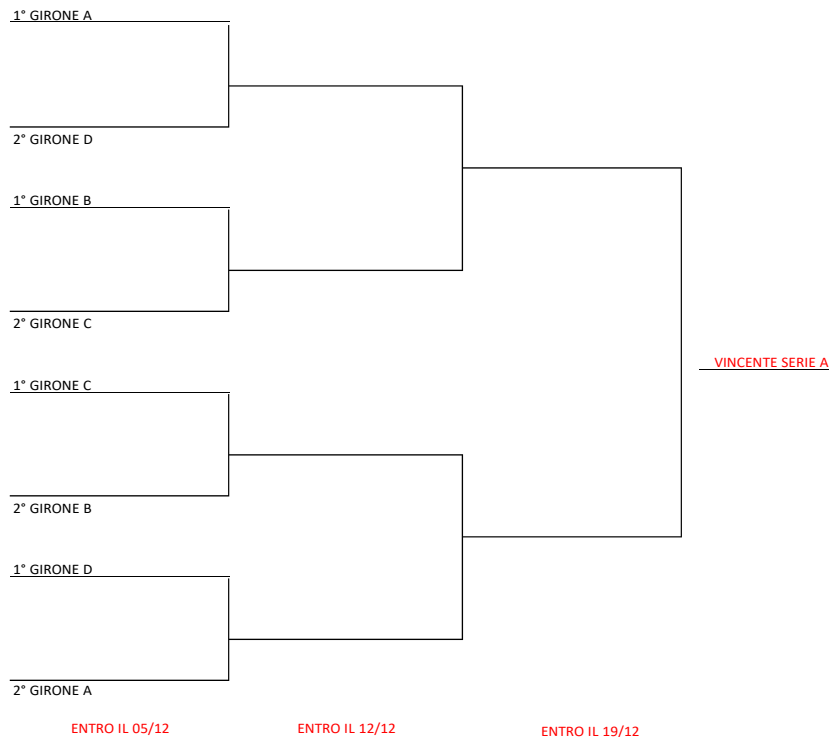 1° GIRONE A
2° GIRONE D
1° GIRONE B
2° GIRONE C
VINCENTE SERIE A
1° GIRONE C
2° GIRONE B
1° GIRONE D
2° GIRONE A
ENTRO IL 05/12
ENTRO IL 12/12
ENTRO IL 19/12